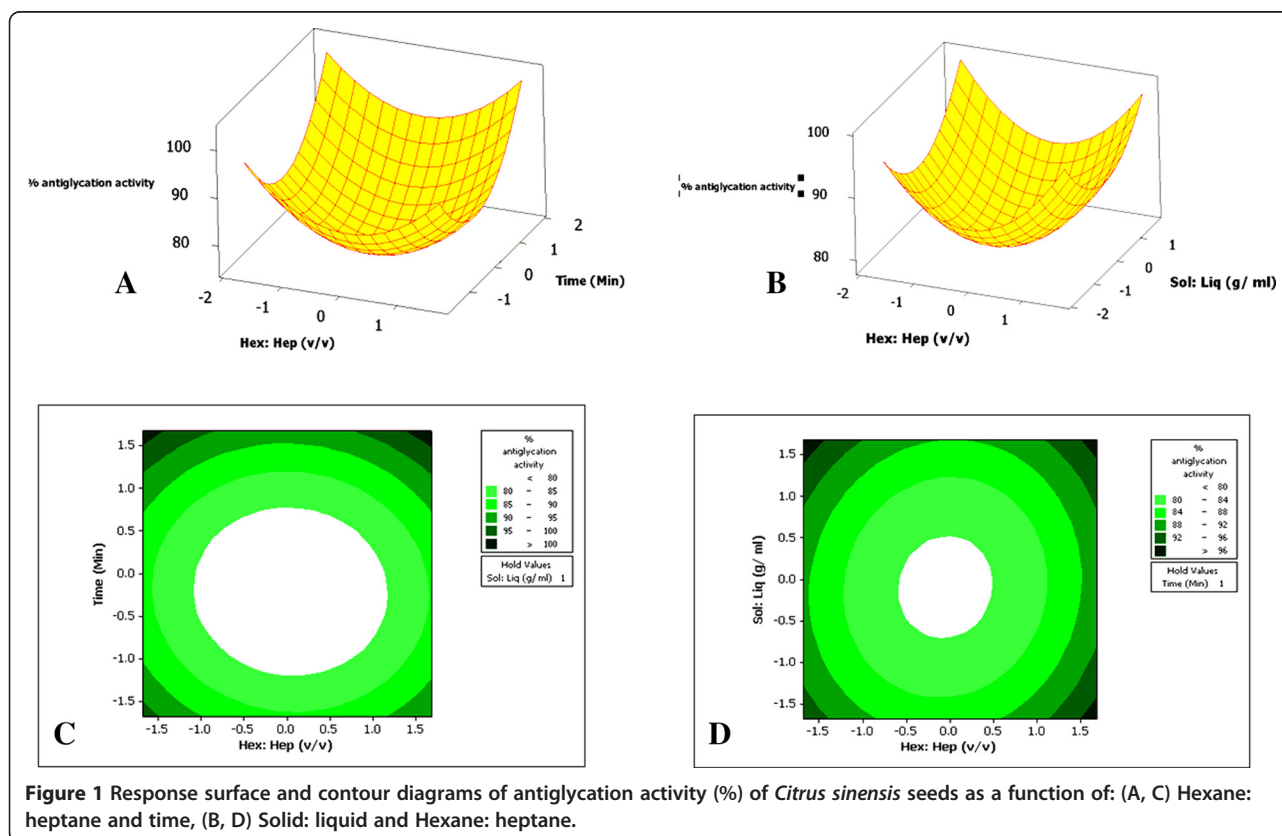 100
90
80
% antiglycation activity
A
-2
-1
0
1
Hex: Hep (v/v)
-1
0
1
2
Time (Min)
100
90
80
% antiglycation activity
B
-2
-1
0
1
Hex: Hep (v/v)
-2
-1
0
1
Sol: Liq (g/ ml)
1.5
1.0
0.5
0.0
-0.5
-1.0
-1.5
Time (Min)
-1.5 -1.0 -0.5 0.0 0.5 1.0 1.5
Hex: Hep (v/v)
C
%
antiglycation
activity
< 80
80 – 85
85 – 90
90 – 95
95 – 100
> 100
Hold Values
Sol: Liq (g/ ml) 1
1.5
1.0
0.5
0.0
-0.5
-1.0
-1.5
Sol: Liq (g/ ml)
-1.5 -1.0 -0.5 0.0 0.5 1.0 1.5
Hex: Hep (v/v)
D
%
antiglycation
activity
< 80
80 – 84
84 – 88
88 – 92
92 – 96
> 96
Hold Values
Time (Min) 1
Figure 1 Response surface and contour diagrams of antiglycation activity (%) of Citrus sinensis seeds as a function of: (A, C) Hexane:
heptane and time, (B, D) Solid: liquid and Hexane: heptane.